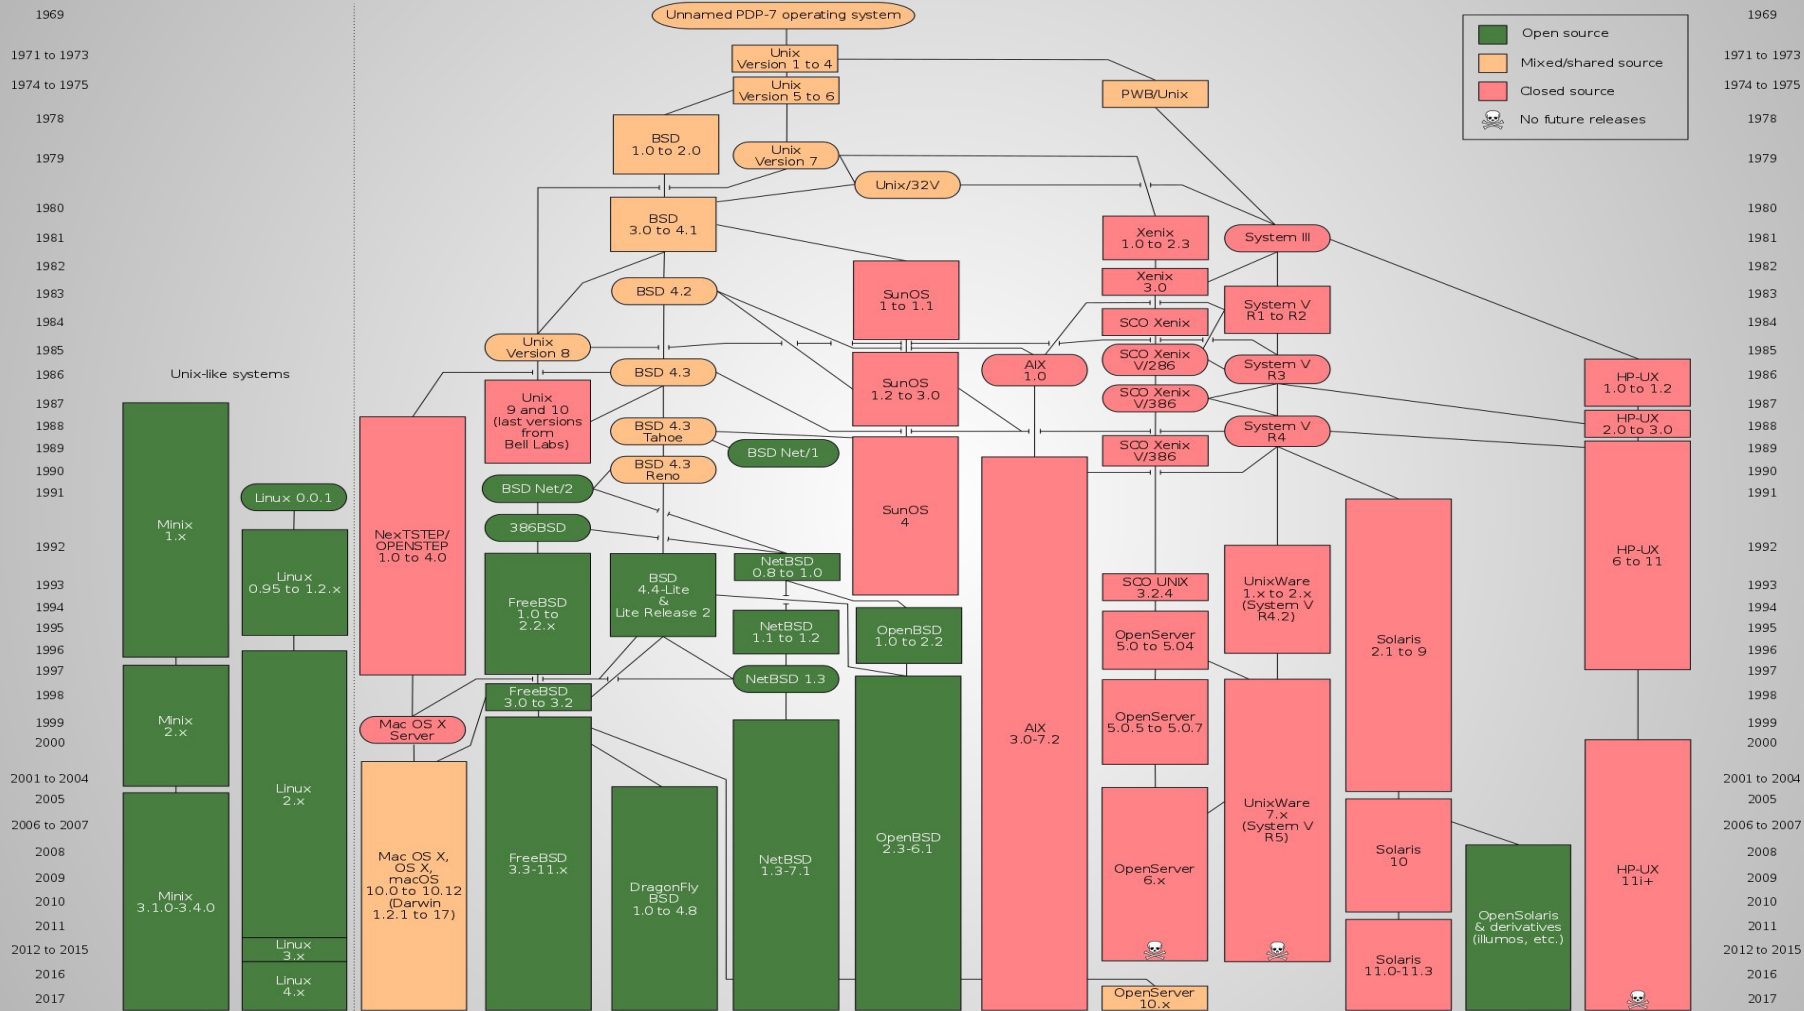 1969
Unnamed PDP-7 operating system
1969
Open source
Mixed/shared source
Closed source
No future releases
1971 to 1973
Unix
Version 1 to 4
1971 to 1973
1974 to 1975
Unix
Version 5 to 6
PWB/Unix
1974 to 1975
1978
BSD
1.0 to 2.0
1978
1979
Unix
Version 7
1979
Unix/32V
1980
BSD
3.0 to 4.1
Xenix
1.0 to 2.3
1980
1981
System III
1981
1982
Xenix
3.0
1982
1983
BSD 4.2
SunOS
1 to 1.1
System V
R1 to R2
1983
1984
SCO Xenix
1984
1985
Unix
Version 8
SCO Xenix
V/286
1985
1986
Unix-like systems
BSD 4.3
SunOS
1.2 to 3.0
AIX
1.0
System V
R3
HP-UX
1.0 to 1.2
1986
1987
Unix
9 and 10
(last versions
from
Bell Labs)
SCO Xenix
V/386
1987
1988
BSD 4.3
Tahoe
System V
R4
HP-UX
2.0 to 3.0
1988
1989
BSD Net/1
SCO Xenix
V/386
1989
1990
BSD 4.3
Reno
1990
1991
Linux 0.0.1
BSD Net/2
1991
Minix
1.x
NexTSTEP/
OPENSTEP
1.0 to 4.0
386BSD
SunOS
4
1992
NetBSD
0.8 to 1.0
HP-UX
6 to 11
1992
1993
Linux
0.95 to 1.2.x
BSD
4.4-Lite
&
Lite Release 2
SCO UNIX
3.2.4
UnixWare
1.x to 2.x
(System V
R4.2)
1993
1994
FreeBSD
1.0 to
2.2.x
1994
1995
NetBSD
1.1 to 1.2
OpenBSD
1.0 to 2.2
OpenServer
5.0 to 5.04
Solaris
2.1 to 9
1995
1996
1996
1997
NetBSD 1.3
1997
1998
FreeBSD
3.0 to 3.2
1998
1999
Minix
2.x
Mac OS X
Server
AIX
3.0-7.2
OpenServer
5.0.5 to 5.0.7
1999
2000
2000
2001 to 2004
Linux
2.x
2001 to 2004
2005
UnixWare
7.x
(System V
R5)
2005
2006 to 2007
2006 to 2007
2008
Mac OS X,
OS X,
macOS
10.0 to 10.12
(Darwin
1.2.1 to 17)
FreeBSD
3.3-11.x
NetBSD
1.3-7.1
OpenBSD
2.3-6.1
OpenServer
6.x
Solaris
10
2008
2009
HP-UX
11i+
2009
2010
Minix
3.1.0-3.4.0
DragonFly
BSD
1.0 to 4.8
2010
2011
OpenSolaris
& derivatives
(illumos, etc.)
2011
2012 to 2015
Linux
3.x
2012 to 2015
2016
Linux
4.x
Solaris
11.0-11.3
2016
2017
OpenServer
10.x
2017